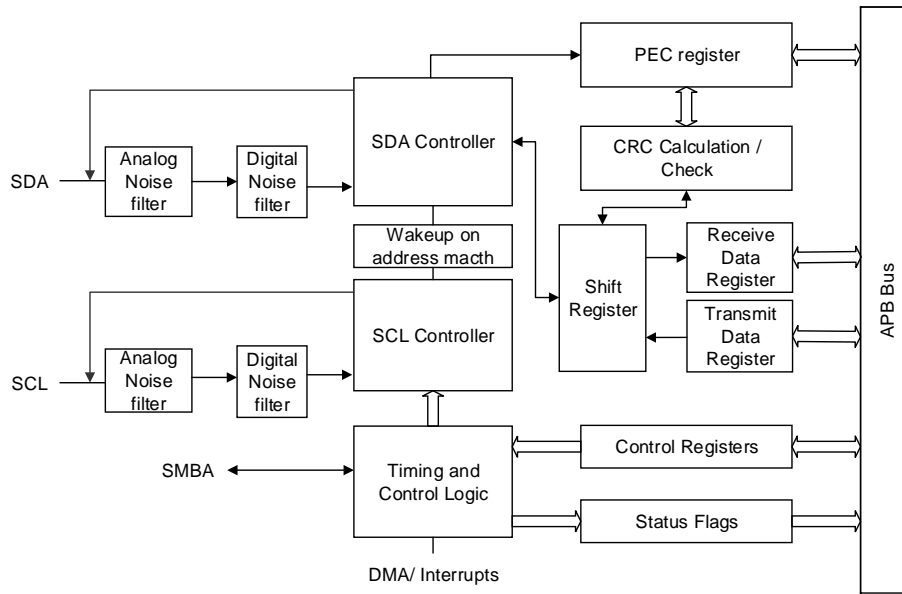 PEC register
SDA Controller
CRC Calculation /
Check
SDA
Analog
Noise
filter
Digital
Noise
filter
Wakeup on
address macth
Receive
Data
Register
Shift
Register
Transmit
Data
Register
APB Bus
SCL Controller
SCL
Analog
Noise
filter
Digital
Noise
filter
Control Registers
SMBA
Timing and
Control Logic
Status Flags
DMA/ Interrupts